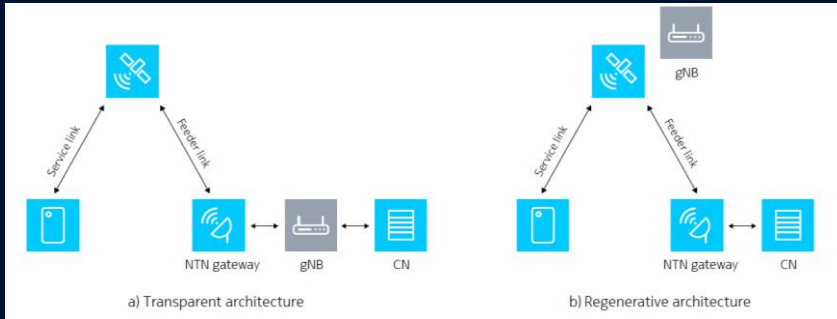 gNB
Service link
Feeder link
NTN gateway
gNB
CN
a) Transparent architecture
Service link
Feeder link
NTN gateway
CN
b) Regenerative architecture